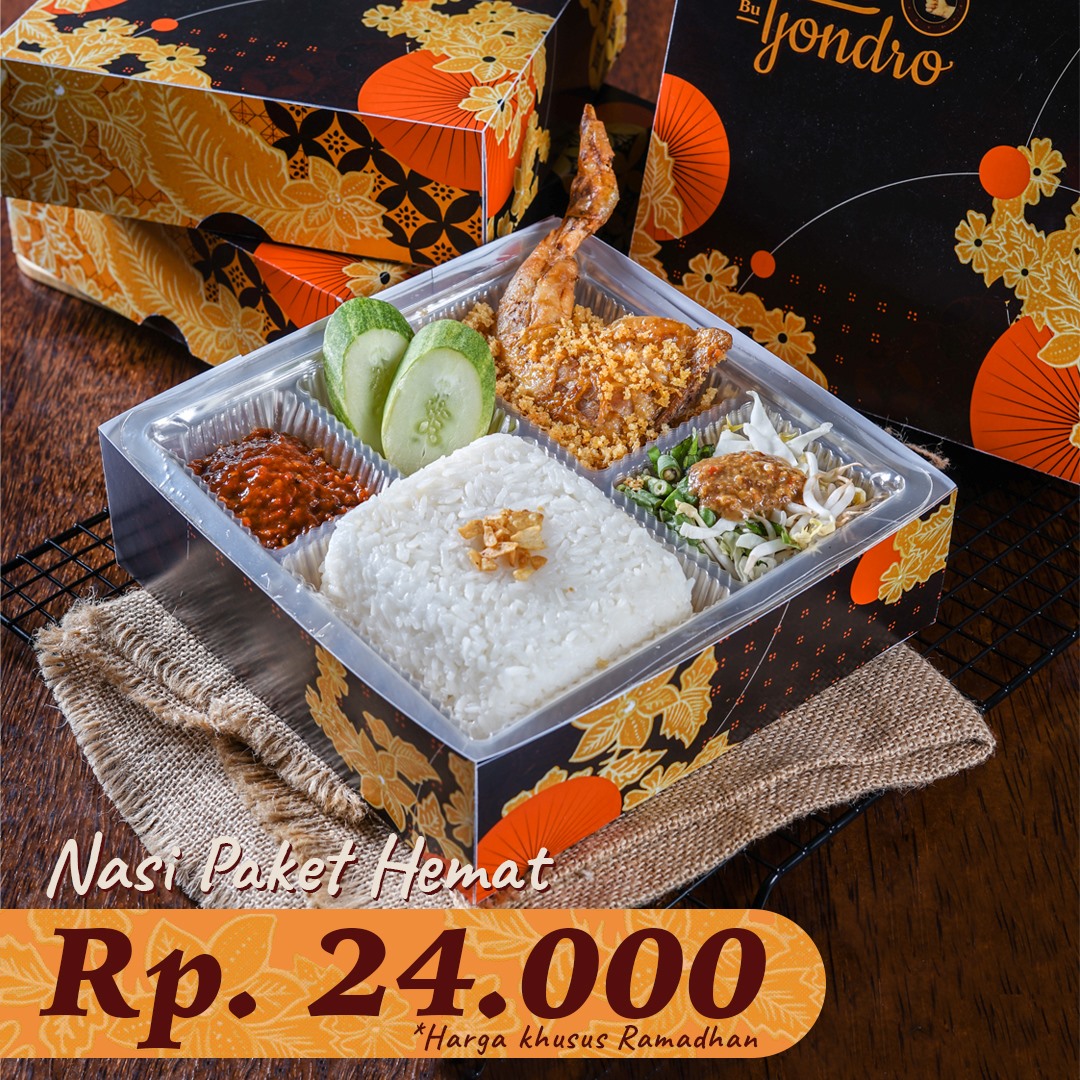 Bu
Tjondro
Nasi Paket Hemat
Rp. 24.000
*Harga khusus Ramadhan